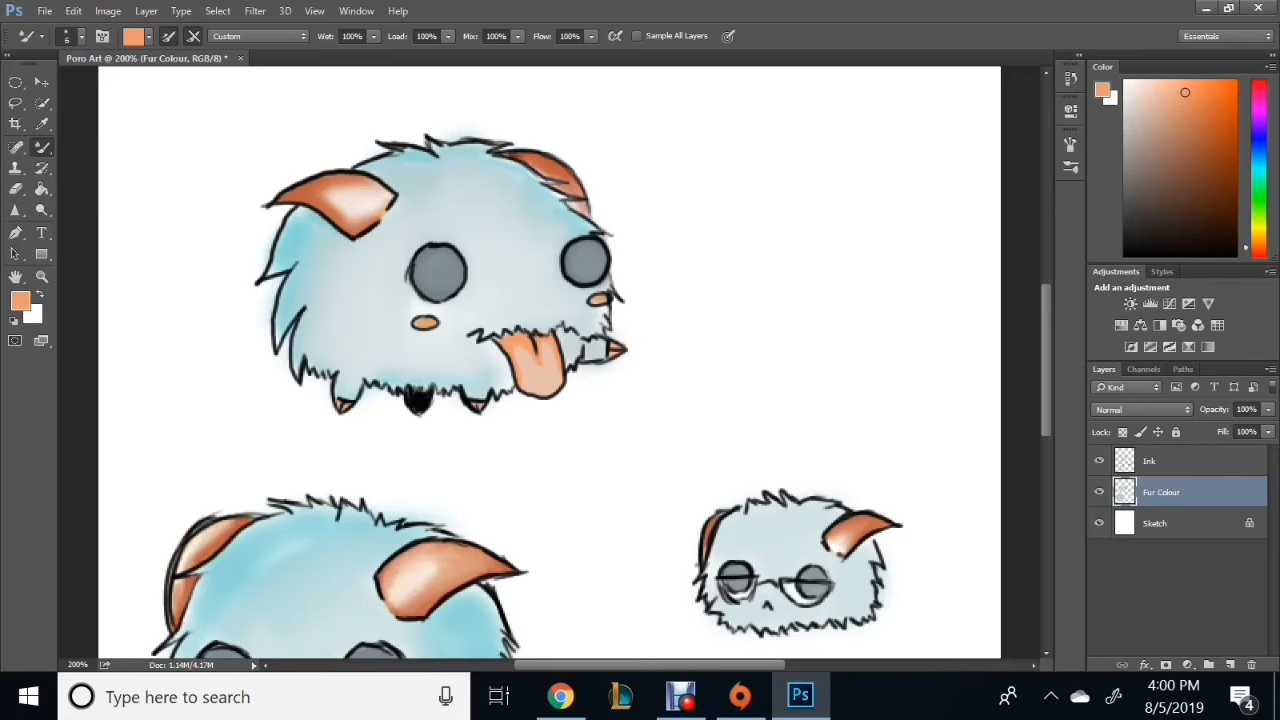 Ps File Edit Image Layer Type Select Filter 3D View Window Help
6 Custom Wet: 100% Load: 100% Mix: 100% Flow: 100% Sample All Layers Essentials
Poro Art @ 200% (Fur Colour, RGB/8) *
Color
Adjustments Styles
Add an adjustment
Layers Channels Paths
Kind
Normal Opacity: 100%
Lock: Fill: 100%
Ink
Fur Colour
Sketch
200% Doc: 1.14M/4.17M
Type here to search
Ps
4:00 PM
8/5/2019
4